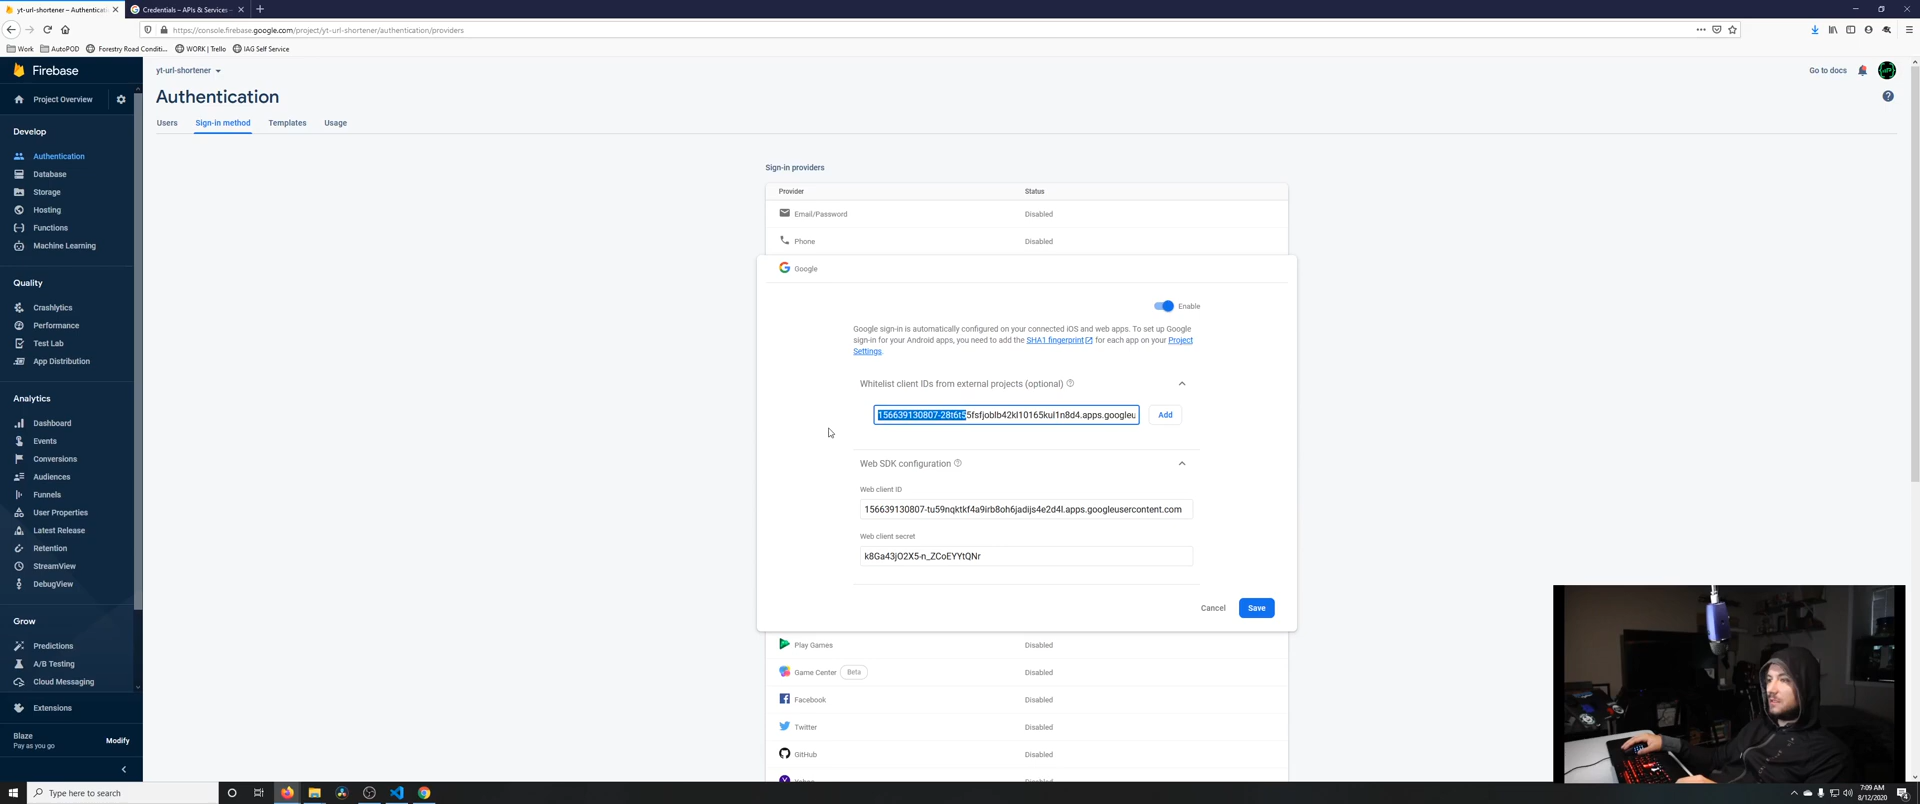 yt-url-shortener – Authenticati
Credentials – APIs & Services –
https://console.firebase.google.com/project/yt-url-shortener/authentication/providers
Work
AutoPOD
Forestry Road Conditi...
WORK | Trello
IAG Self Service
Firebase
yt-url-shortener
Go to docs
Project Overview
Authentication
Users
Sign-in method
Templates
Usage
Develop
Authentication
Database
Storage
Hosting
Functions
Machine Learning
Quality
Crashlytics
Performance
Test Lab
App Distribution
Analytics
Dashboard
Events
Conversions
Audiences
Funnels
User Properties
Latest Release
Retention
StreamView
DebugView
Grow
Predictions
A/B Testing
Cloud Messaging
Extensions
Blaze
Pay as you go
Modify
Sign-in providers
Provider
Status
Email/Password
Disabled
Phone
Disabled
Google
Enable
Google sign-in is automatically configured on your connected iOS and web apps. To set up Google
sign-in for your Android apps, you need to add the SHA1 fingerprint for each app on your Project
Settings.
Whitelist client IDs from external projects (optional)
156639130807-28t6t55fsfjoblb42kl10165kul1n8d4.apps.googleu
Add
Web SDK configuration
Web client ID
156639130807-tu59nqktkf4a9irb8oh6jadijs4e2d4l.apps.googleusercontent.com
Web client secret
k8Ga43jO2X5-n_ZCoEYYtQNr
Cancel
Save
Play Games
Disabled
Game Center
Beta
Disabled
Facebook
Disabled
Twitter
Disabled
GitHub
Disabled
Type here to search
7:09 AM
8/12/2020